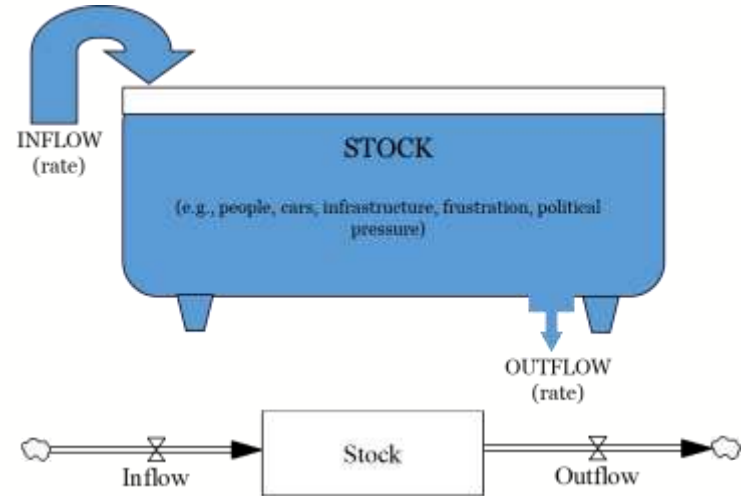 INFLOW
(rate)
STOCK
(e.g., people, cars, infrastructure, frustration, political
pressure)
OUTFLOW
(rate)
Stock
Inflow
Outflow